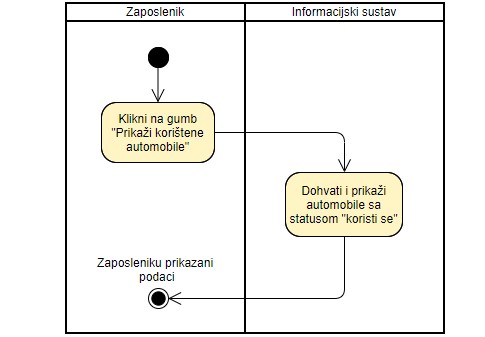 Zaposlenik
Informacijski sustav
Klikni na gumb
"Prikaži korištene
automobile"
Dohvati i prikaži
automobile sa
statusom "koristi se"
Zaposleniku prikazani
podaci